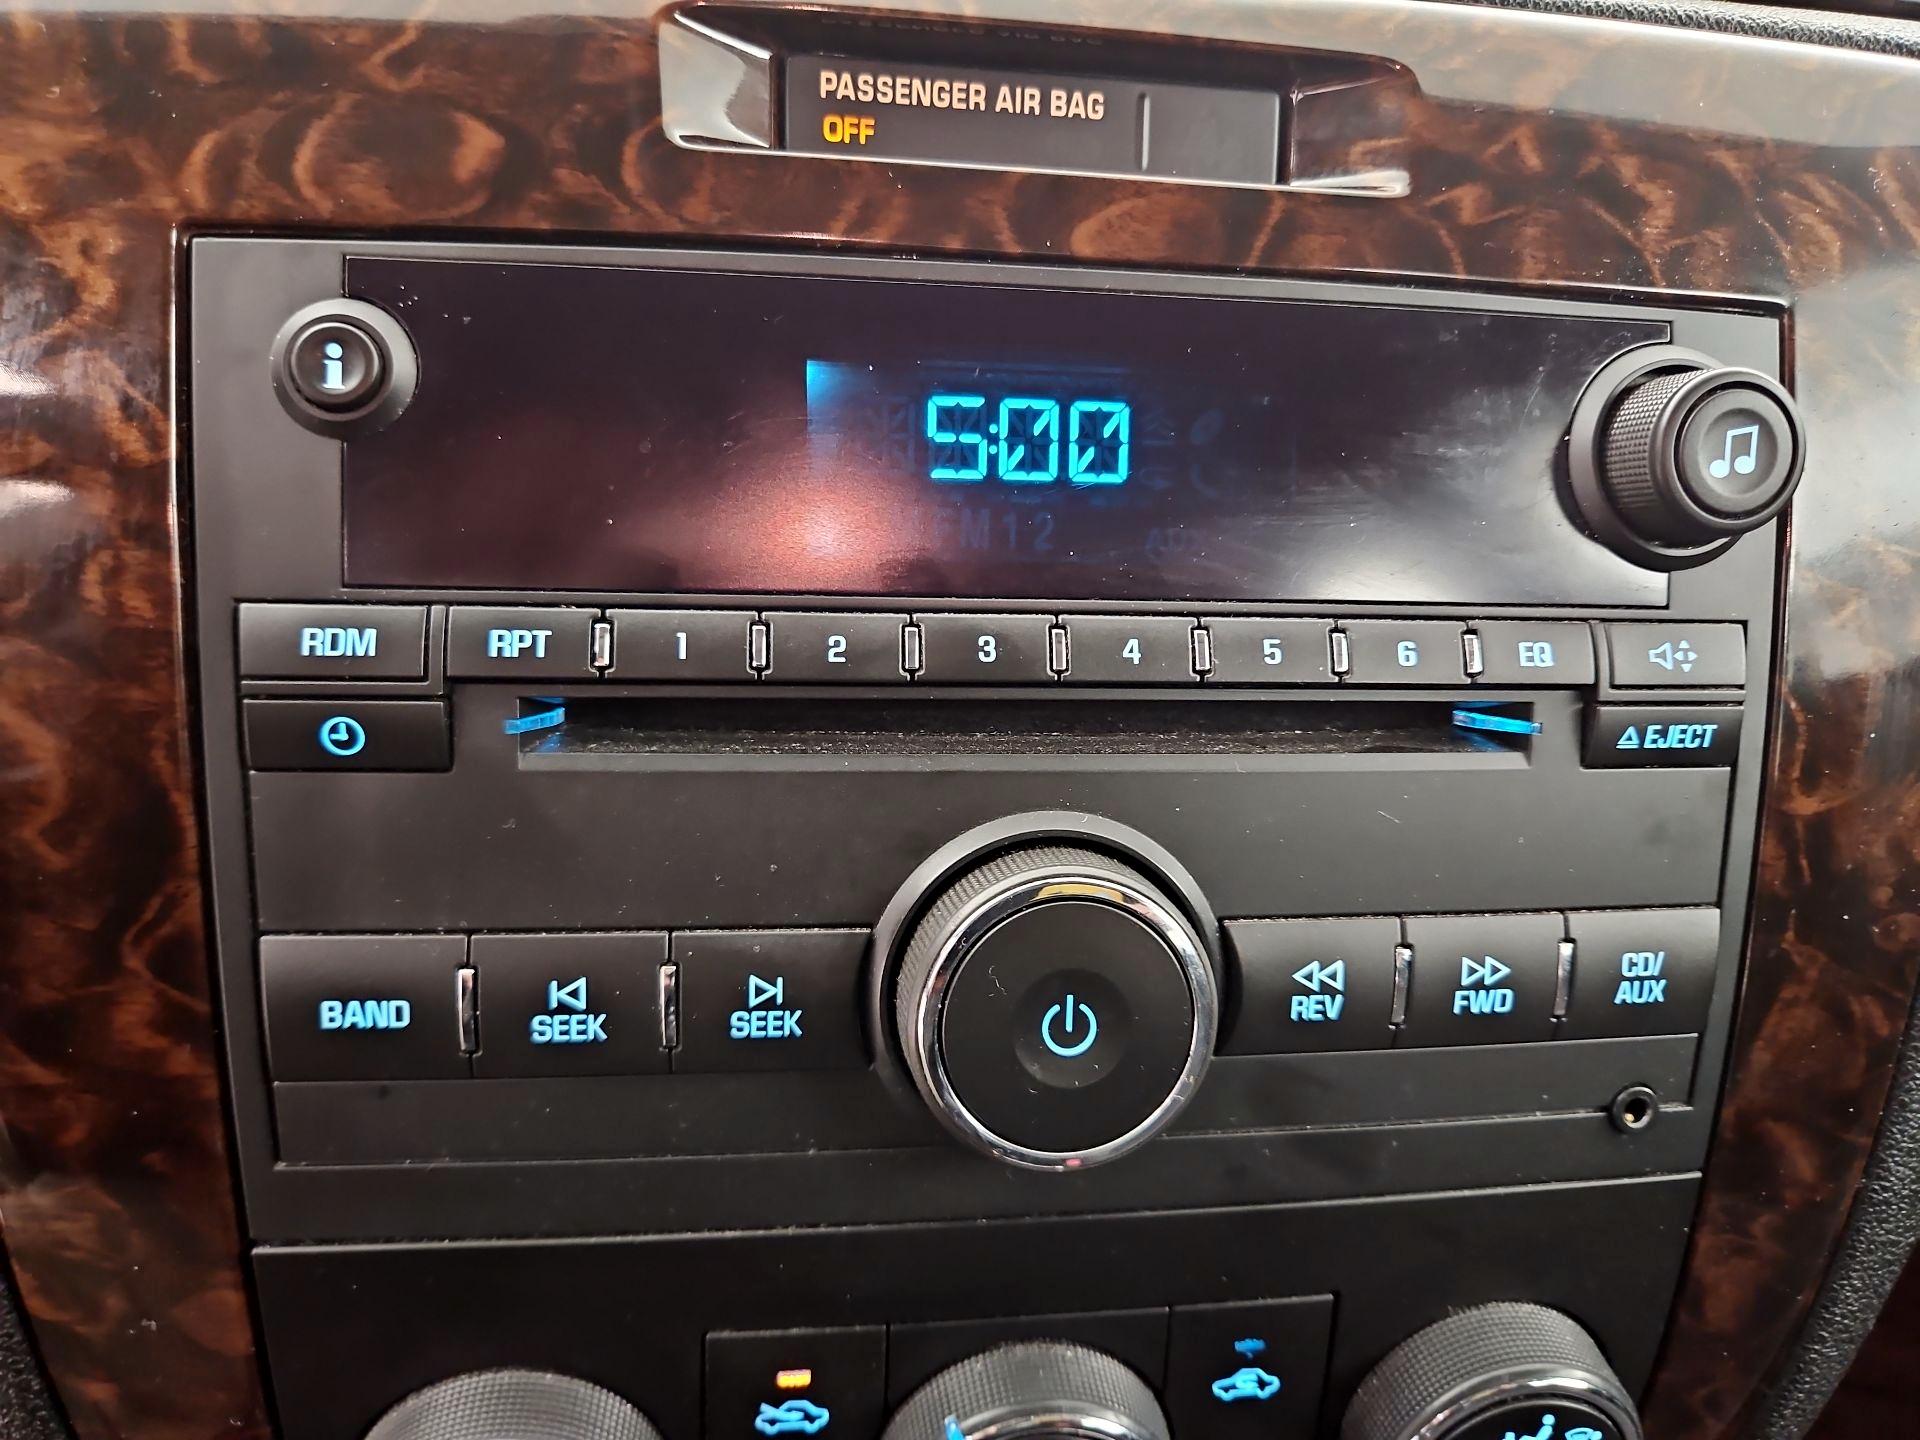 PASSENGER AIR BAG
OFF
i
5:00
FM12
RDM
RPT
1
2
3
4
5
6
EQ
EJECT
BAND
SEEK
SEEK
REV
FWD
CD/
AUX